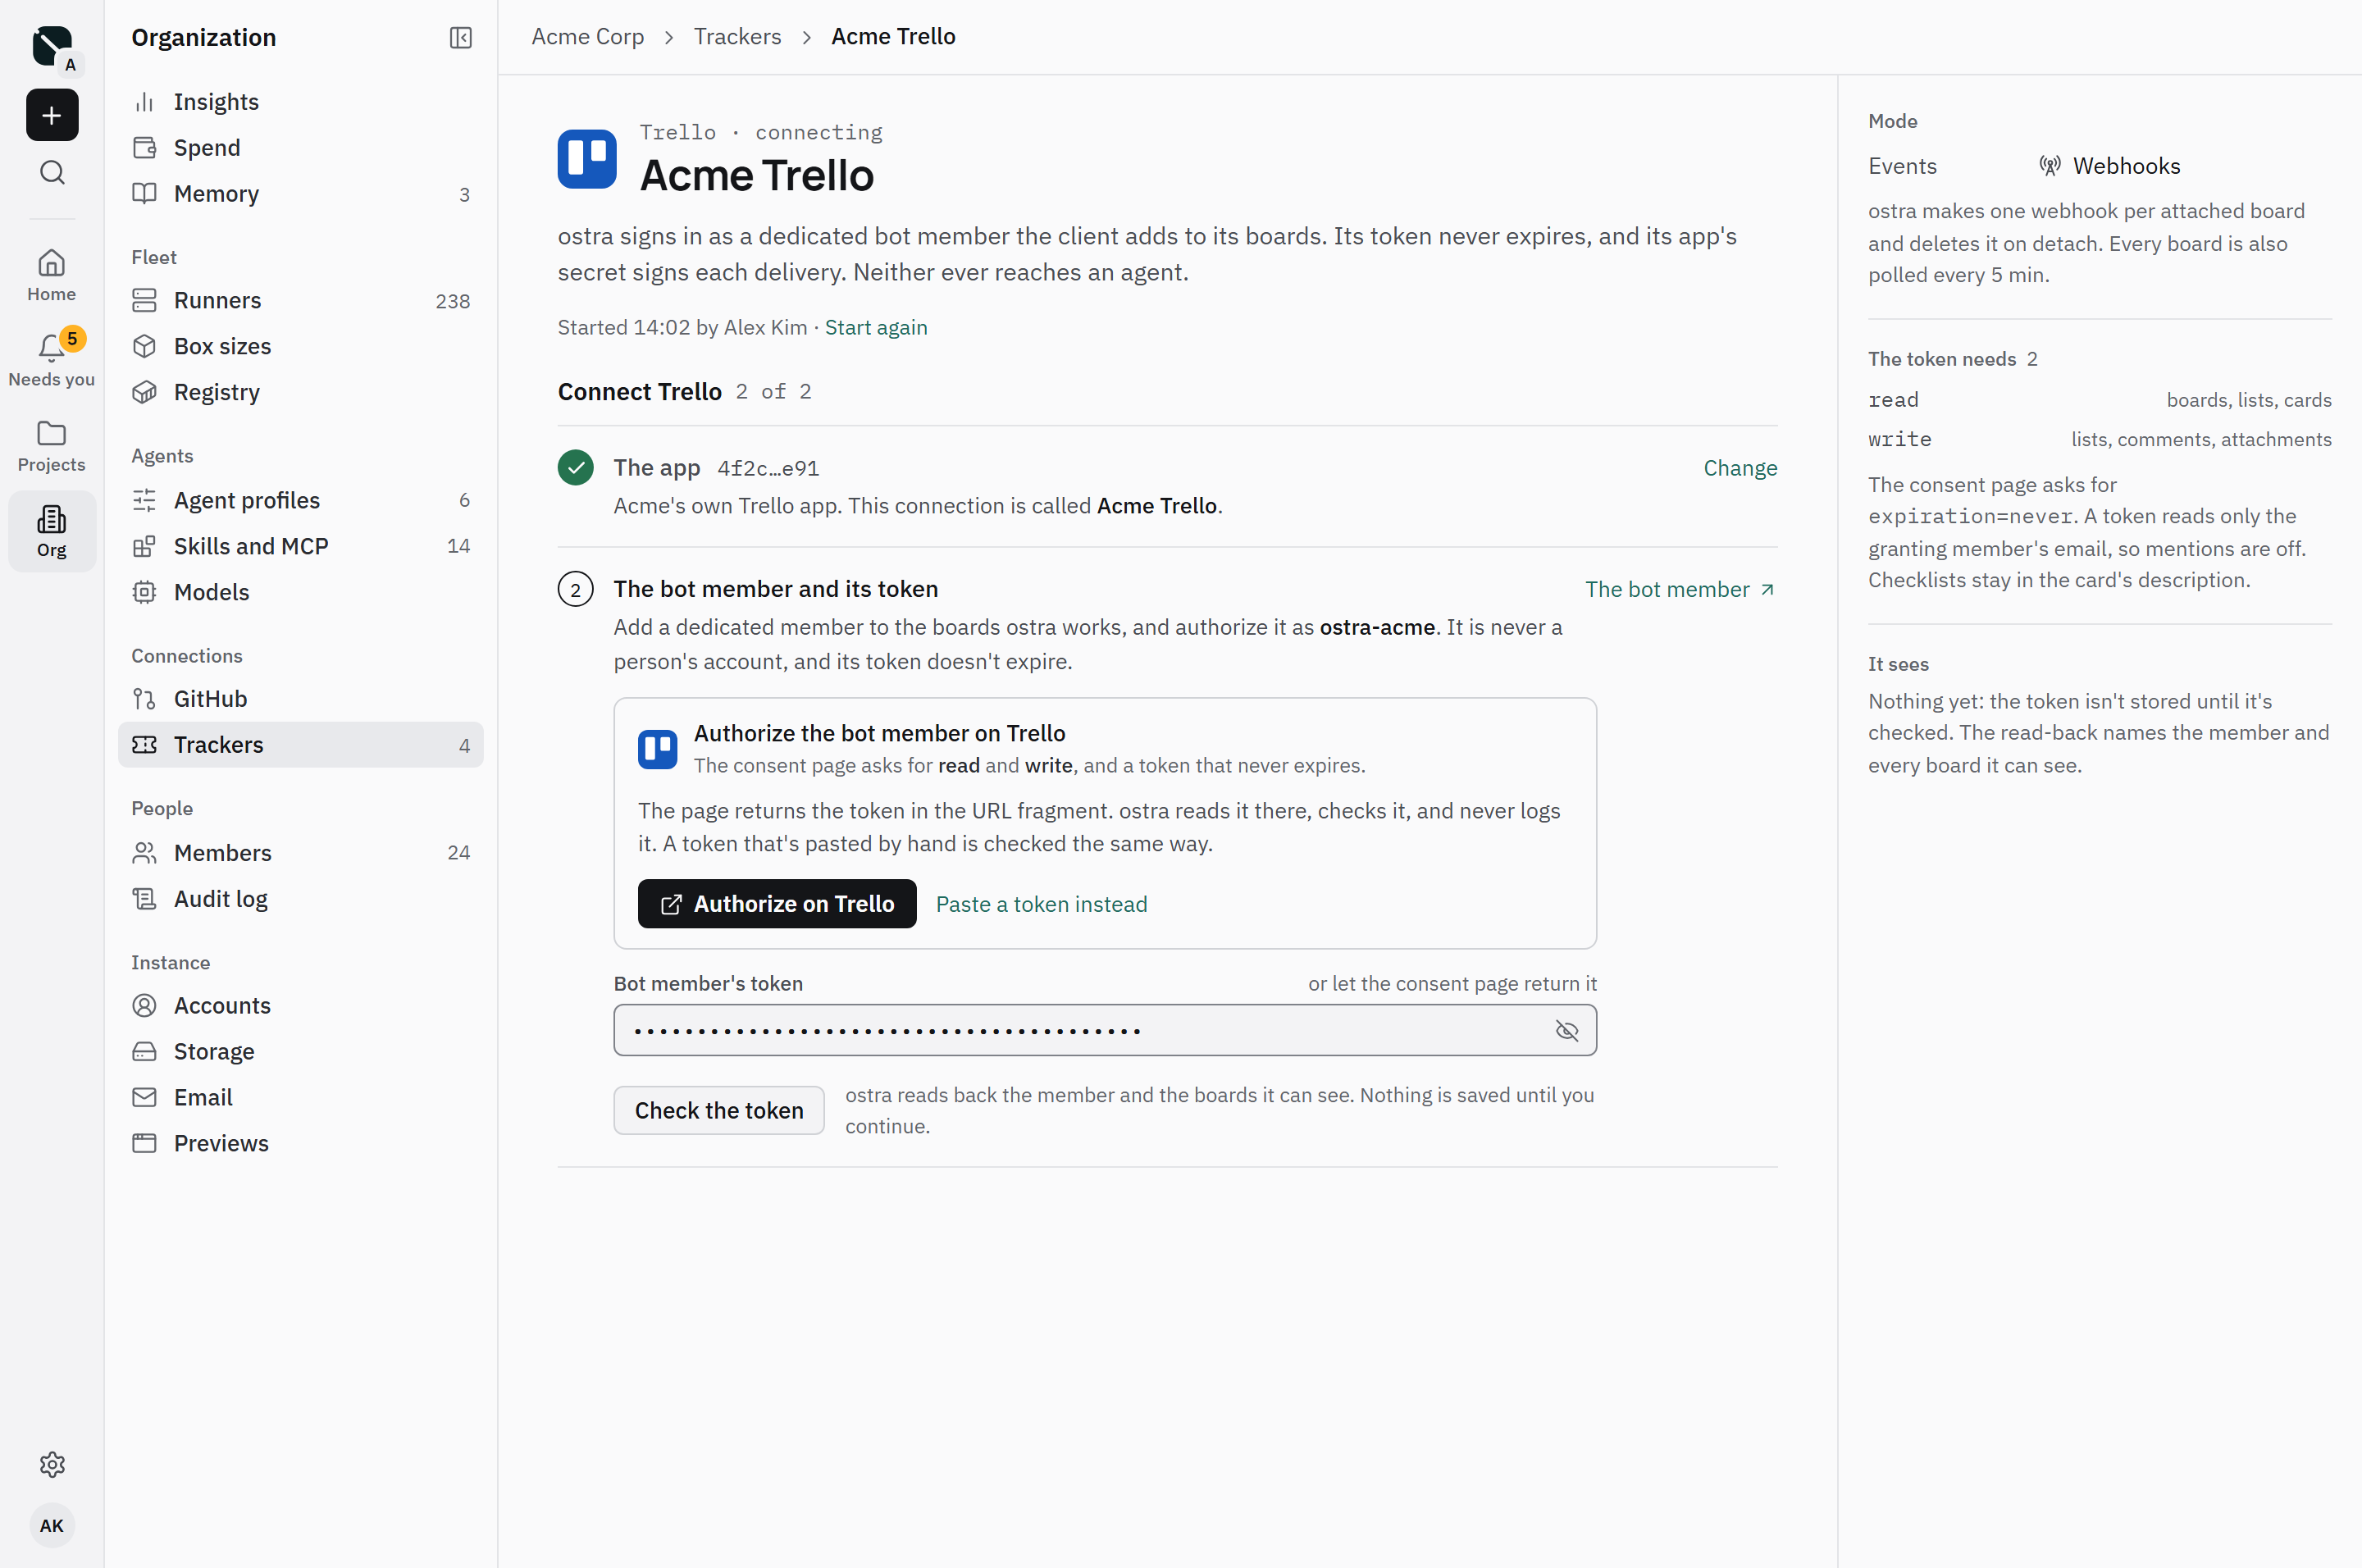 A
Home
5
Needs you
Projects
Org
AK
Organization
Insights
Spend
Memory 3
Fleet
Runners 238
Box sizes
Registry
Agents
Agent profiles 6
Skills and MCP 14
Models
Connections
GitHub
Trackers 4
People
Members 24
Audit log
Instance
Accounts
Storage
Email
Previews
Acme Corp > Trackers > Acme Trello
Trello · connecting
Acme Trello
ostra signs in as a dedicated bot member the client adds to its boards. Its token never expires, and its app's
secret signs each delivery. Neither ever reaches an agent.
Started 14:02 by Alex Kim · Start again
Connect Trello 2 of 2
The app 4f2c…e91 Change
Acme's own Trello app. This connection is called Acme Trello.
2 The bot member and its token The bot member
Add a dedicated member to the boards ostra works, and authorize it as ostra-acme. It is never a
person's account, and its token doesn't expire.
Authorize the bot member on Trello
The consent page asks for read and write, and a token that never expires.
The page returns the token in the URL fragment. ostra reads it there, checks it, and never logs
it. A token that's pasted by hand is checked the same way.
Authorize on Trello Paste a token instead
Bot member's token or let the consent page return it
Check the token
ostra reads back the member and the boards it can see. Nothing is saved until you
continue.
Mode
Events Webhooks
ostra makes one webhook per attached board
and deletes it on detach. Every board is also
polled every 5 min.
The token needs 2
read boards, lists, cards
write lists, comments, attachments
The consent page asks for
expiration=never. A token reads only the
granting member's email, so mentions are off.
Checklists stay in the card's description.
It sees
Nothing yet: the token isn't stored until it's
checked. The read-back names the member and
every board it can see.